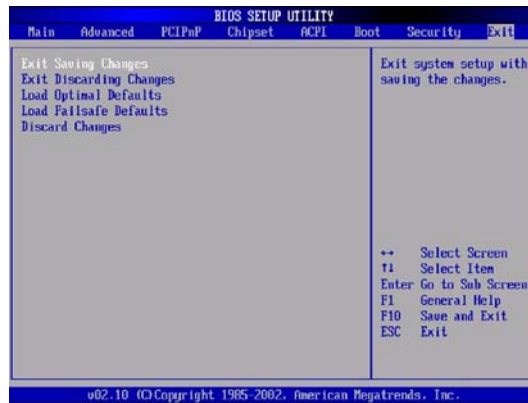 BIOS SETUP UTILITY
Main Advanced PCIPnP Chipset ACPI Boot Security Exit
Exit Saving Changes
Exit Discarding Changes
Load Optimal Defaults
Load Failsafe Defaults
Discard Changes
Exit system setup with
saving the changes.
↔ Select Screen
↑↓ Select Item
Enter Go to Sub Screen
F1 General Help
F10 Save and Exit
ESC Exit
v02.10 (C)Copyright 1985-2002, American Megatrends, Inc.